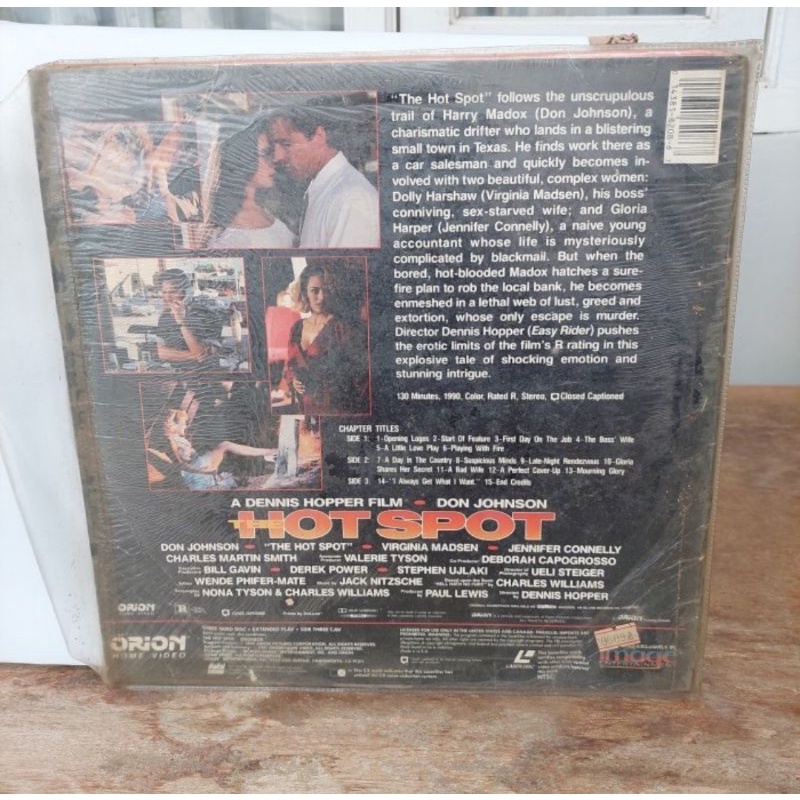 "The Hot Spot" follows the unscrupulous
trail of Harry Madox (Don Johnson), a
charismatic drifter who lands in a blistering
small town in Texas. He finds work there as
a car salesman and quickly becomes in-
volved with two beautiful, complex women:
Dolly Harshaw (Virginia Madsen), his boss'
conniving, sex-starved wife; and Gloria
Harper (Jennifer Connelly), a naive young
accountant whose life is mysteriously
complicated by blackmail. But when the
bored, hot-blooded Madox hatches a sure-
fire plan to rob the local bank, he becomes
enmeshed in a lethal web of lust, greed and
extortion, whose only escape is murder.
Director Dennis Hopper (Easy Rider) pushes
the erotic limits of the film's R rating in this
explosive tale of shocking emotion and
stunning intrigue.
130 Minutes, 1990, Color, Rated R, Stereo, Closed Captioned
CHAPTER TITLES
SIDE 1: 1-Opening Logos 2-Start Of Feature 3-First Day On The Job 4-The Boss' Wife
5-A Little Love Play 6-Playing With Fire
SIDE 2: 7-A Day In The Country 8-Suspicious Minds 9-Late-Night Rendezvous 10-Gloria
Shares Her Secret 11-A Bad Wife 12-A Perfect Cover-Up 13-Mourning Glory
SIDE 3: 14-"I Always Get What I Want" 15-End Credits
A DENNIS HOPPER FILM DON JOHNSON
THE HOT SPOT
DON JOHNSON "THE HOT SPOT" VIRGINIA MADSEN JENNIFER CONNELLY
CHARLES MARTIN SMITH VALERIE TYSON Co-Producer DEBORAH CAPOGROSSO
BILL GAVIN DEREK POWER STEPHEN UJLAKI Director of UELI STEIGER
WENDE PHIFER-MATE Music by JACK NITZSCHE CHARLES WILLIAMS
NONA TYSON & CHARLES WILLIAMS Producer PAUL LEWIS Directed by DENNIS HOPPER
ORION R
ORION
HOME VIDEO
NTSC
image